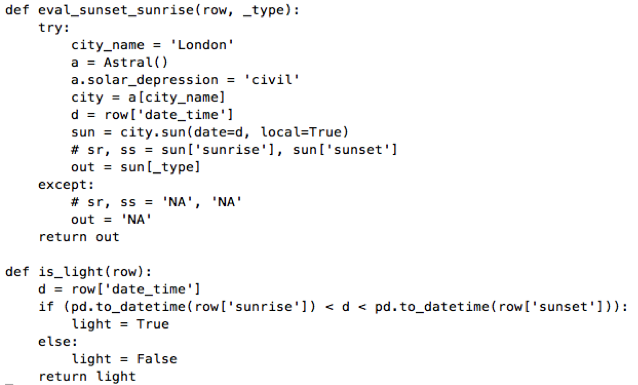 def eval_sunset_sunrise(row, _type):
    try:
        city_name = 'London'
        a = Astral()
        a.solar_depression = 'civil'
        city = a[city_name]
        d = row['date_time']
        sun = city.sun(date=d, local=True)
        # sr, ss = sun['sunrise'], sun['sunset']
        out = sun[_type]
    except:
        # sr, ss = 'NA', 'NA'
        out = 'NA'
    return out

def is_light(row):
    d = row['date_time']
    if (pd.to_datetime(row['sunrise']) < d < pd.to_datetime(row['sunset'])):
        light = True
    else:
        light = False
    return light